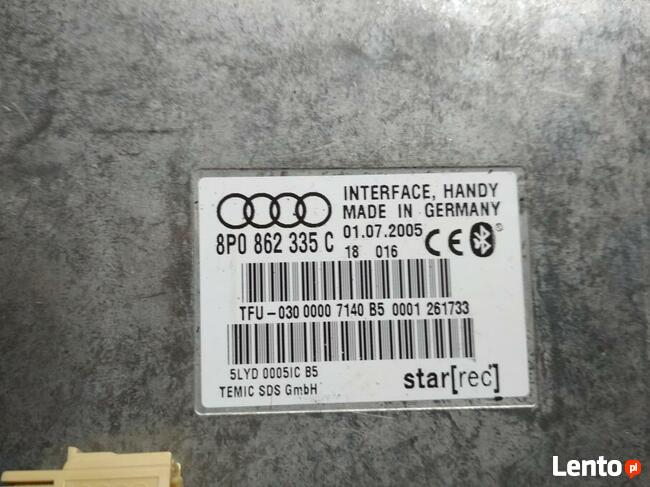 INTERFACE, HANDY
MADE IN GERMANY
8P0 862 335 C
01.07.2005
18 016
CE
TFU-030 0000 7140 B5 0001 261733
5LYD 0005IC B5
TEMIC SDS GmbH
star[rec]
Lento.pl